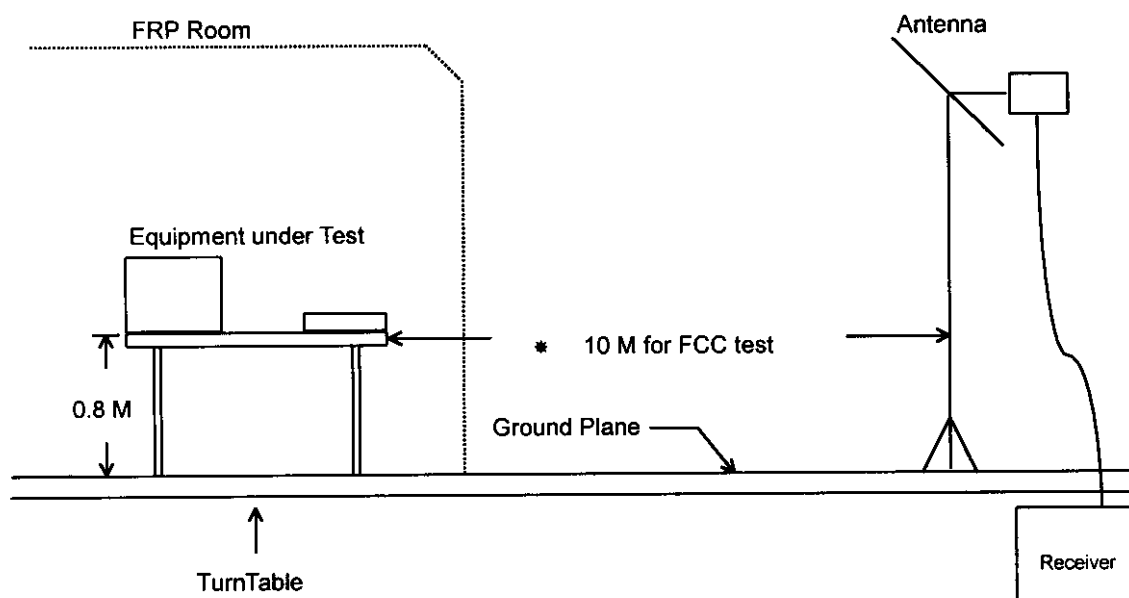 FRP Room
Antenna
Equipment under Test
* 10 M for FCC test
0.8 M
Ground Plane
TurnTable
Receiver